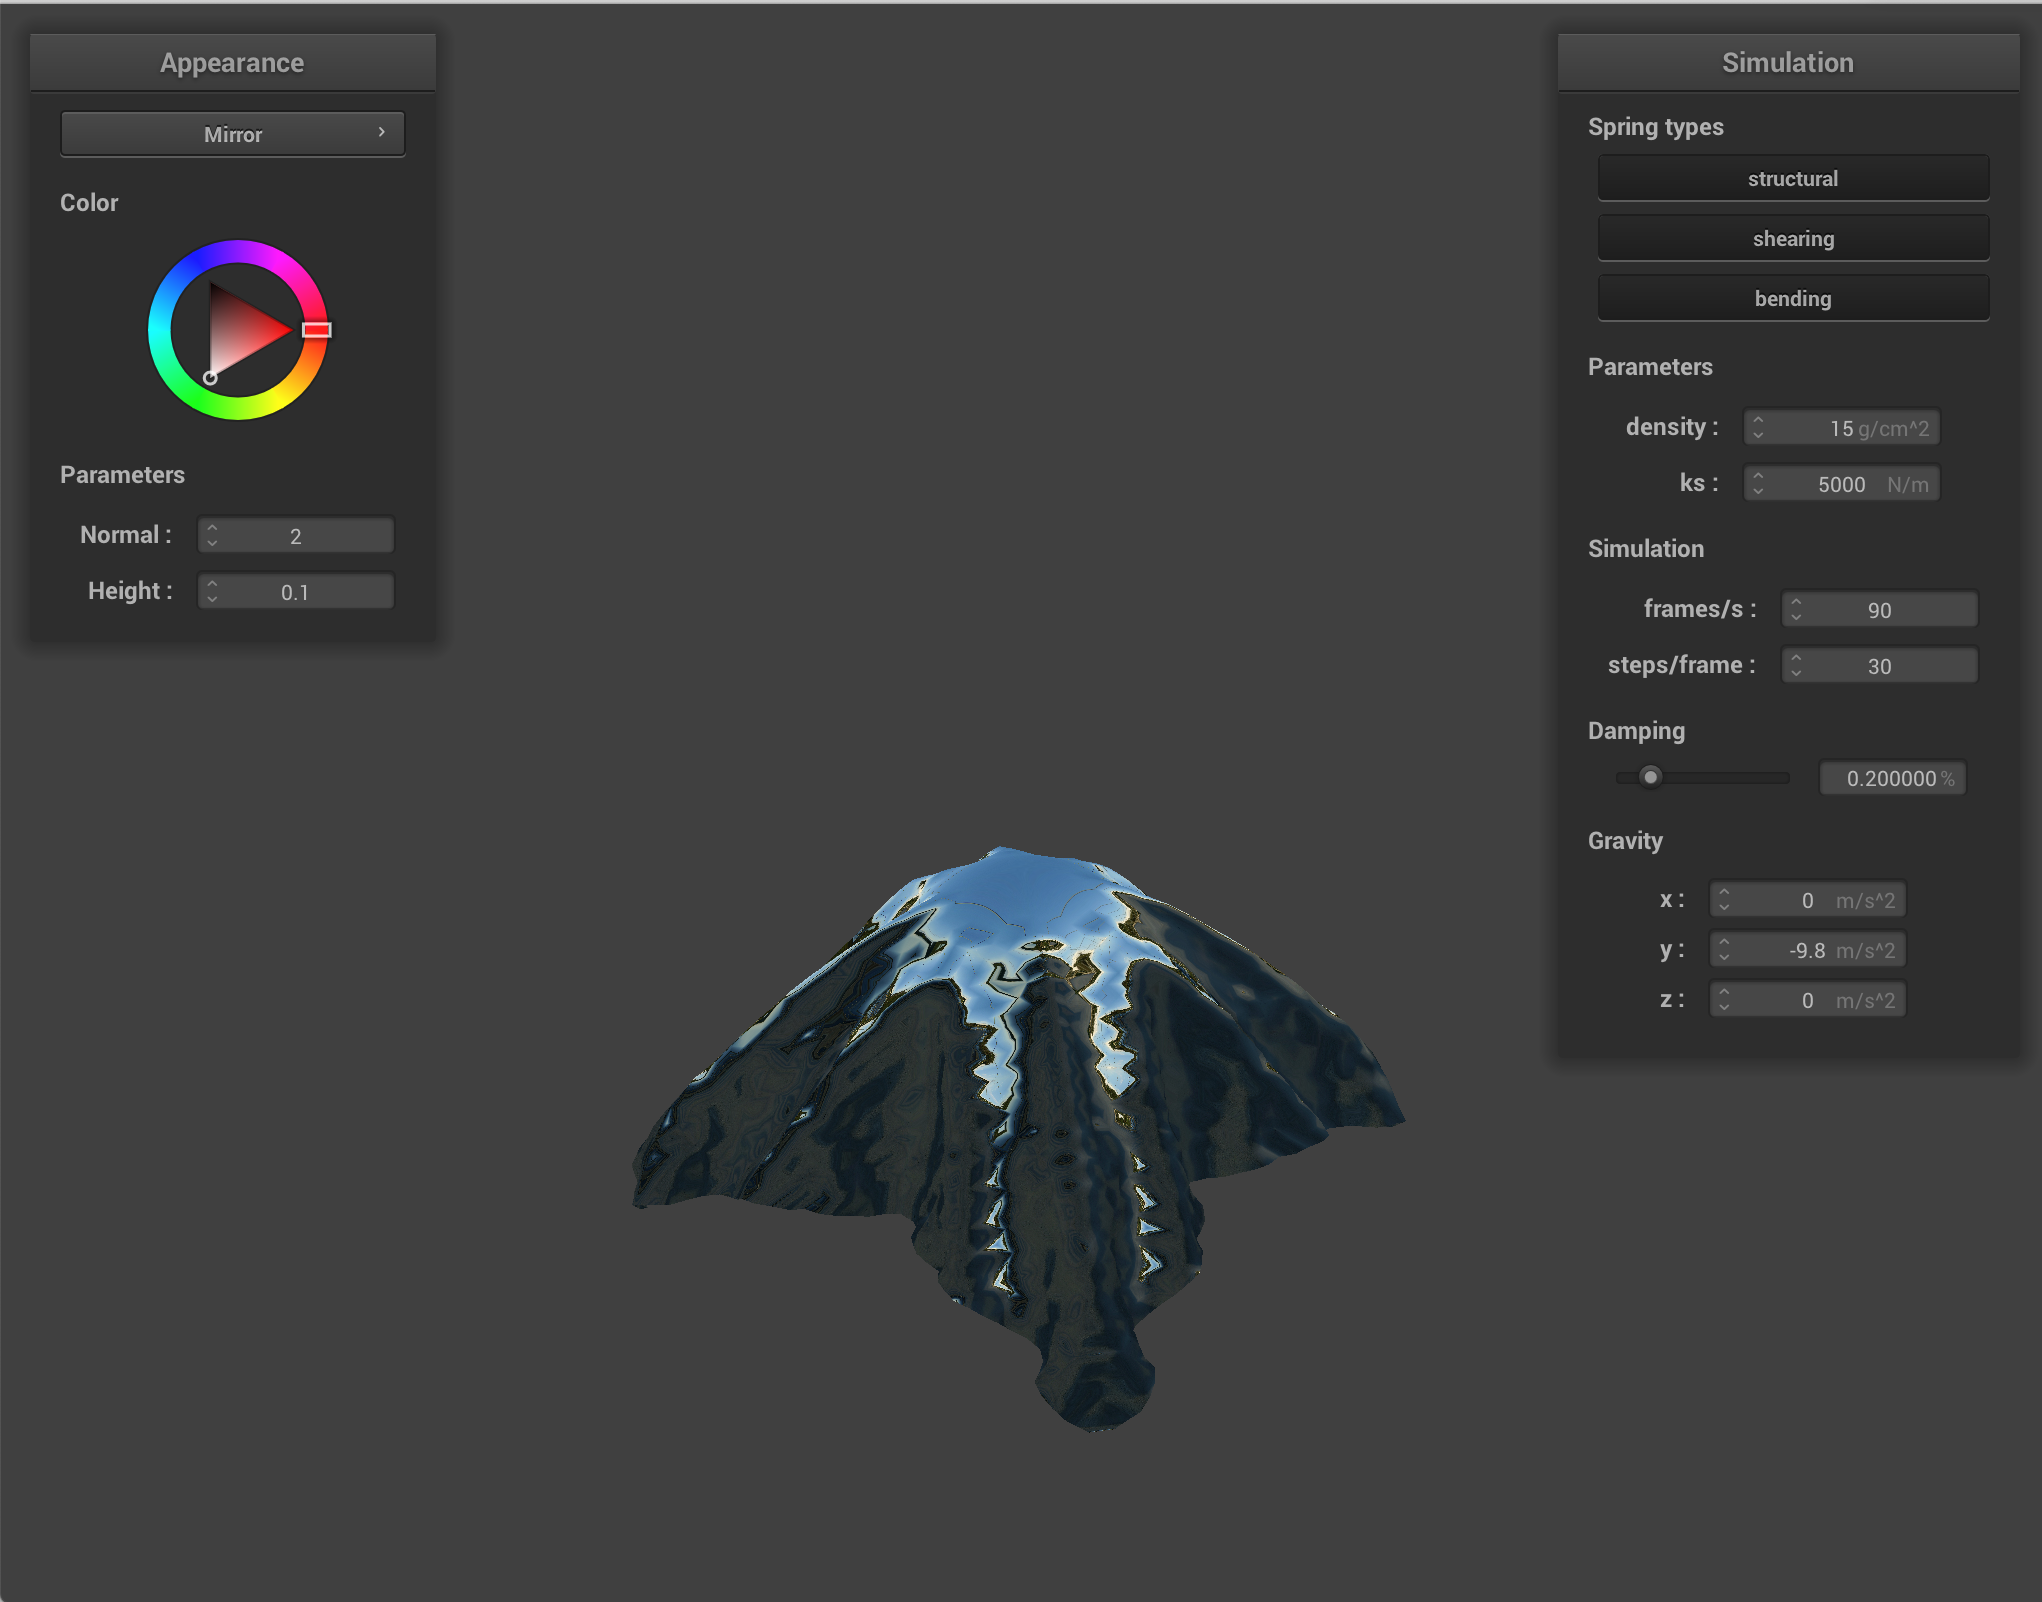 Appearance
Mirror
Color
Parameters
Normal : 2
Height : 0.1
Simulation
Spring types
structural
shearing
bending
Parameters
density : 15 g/cm^2
ks : 5000 N/m
Simulation
frames/s : 90
steps/frame : 30
Damping
0.200000 %
Gravity
x : 0 m/s^2
y : -9.8 m/s^2
z : 0 m/s^2